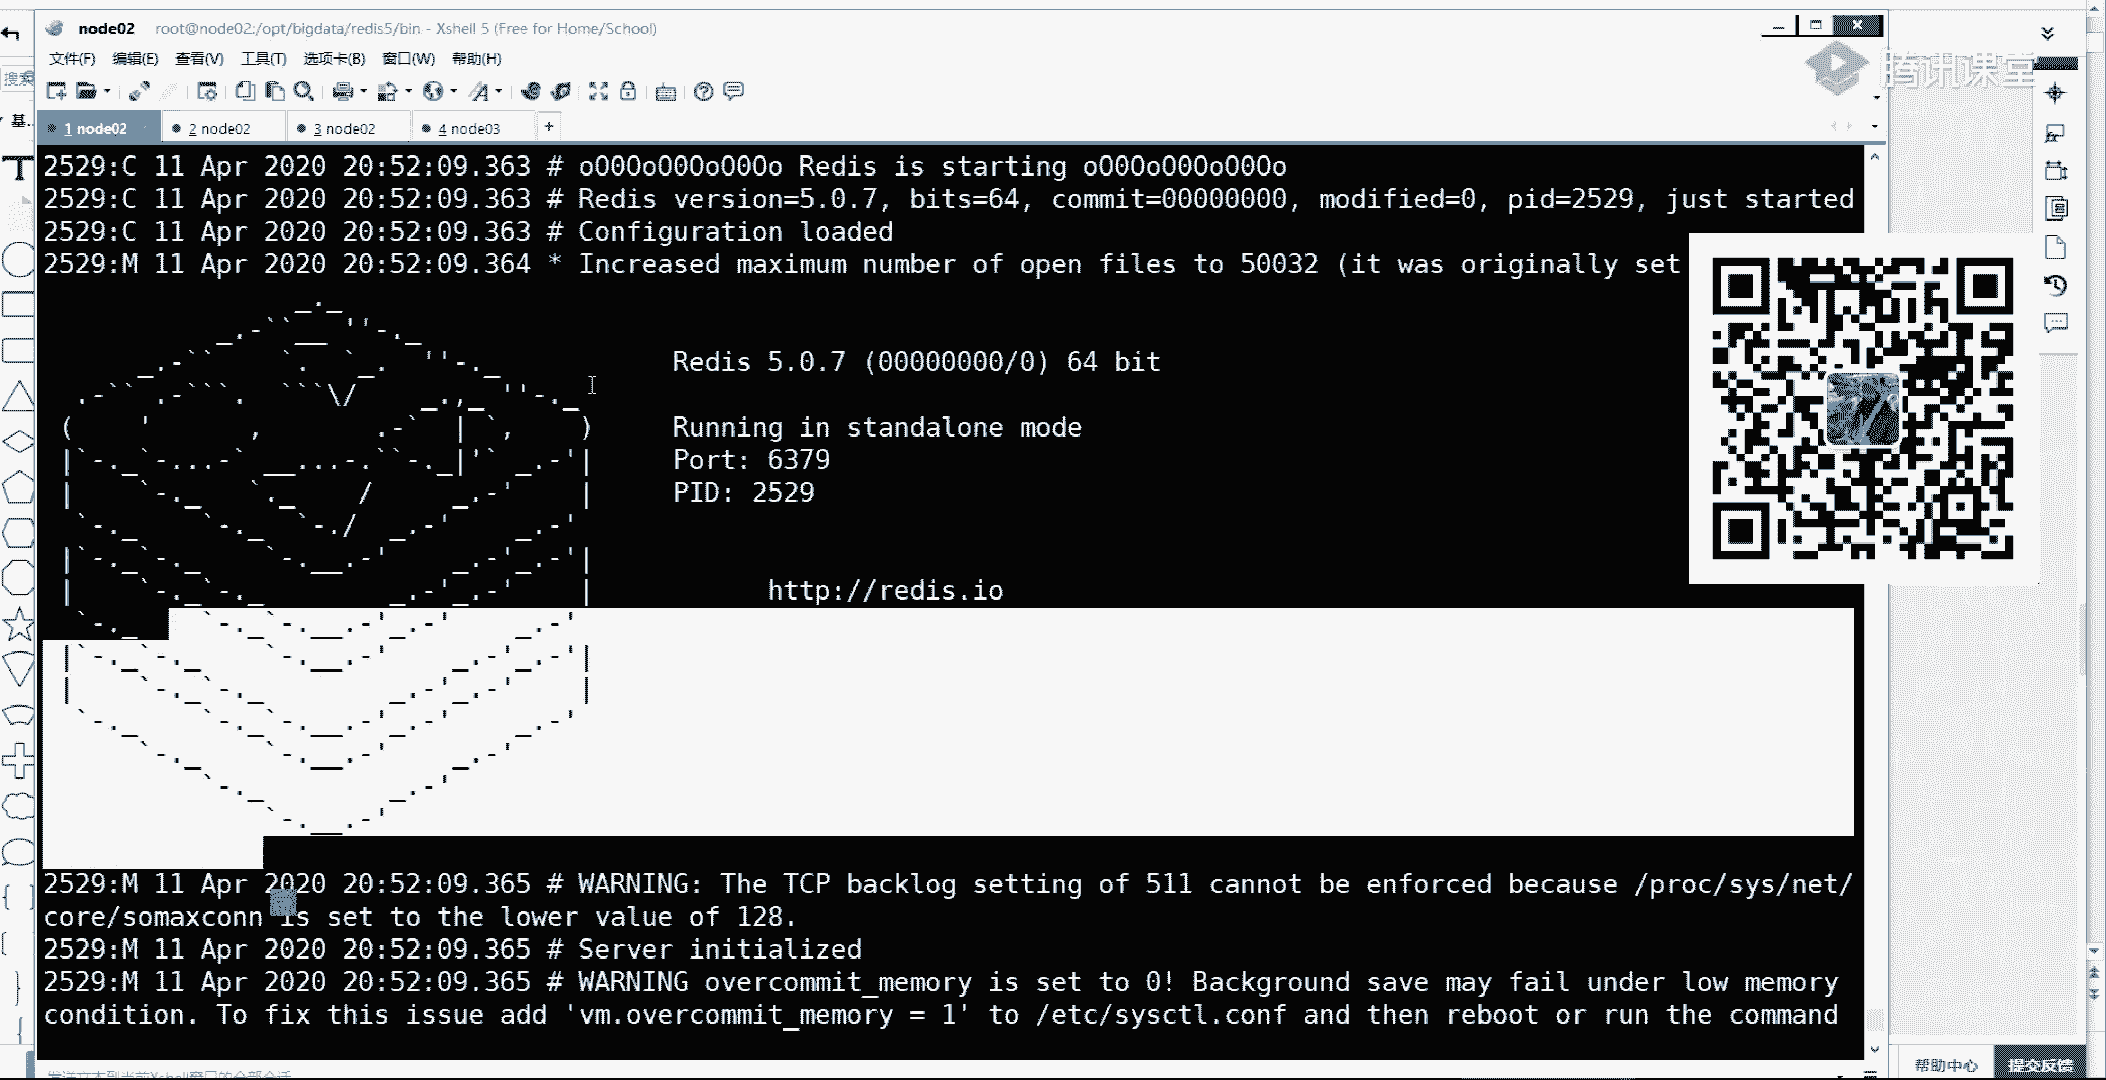 node02 root@node02:/opt/bigdata/redis5/bin - Xshell 5 (Free for Home/School)
文件(F) 编辑(E) 查看(V) 工具(T) 选项卡(B) 窗口(W) 帮助(H)
腾讯课堂
搜索
基..
1 node02 2 node02 3 node02 4 node03 +
2529:C 11 Apr 2020 20:52:09.363 # oO0OoO0OoO0Oo Redis is starting oO0OoO0OoO0Oo
2529:C 11 Apr 2020 20:52:09.363 # Redis version=5.0.7, bits=64, commit=00000000, modified=0, pid=2529, just started
2529:C 11 Apr 2020 20:52:09.363 # Configuration loaded
2529:M 11 Apr 2020 20:52:09.364 * Increased maximum number of open files to 50032 (it was originally set
Redis 5.0.7 (00000000/0) 64 bit
Running in standalone mode
Port: 6379
PID: 2529
http://redis.io
2529:M 11 Apr 2020 20:52:09.365 # WARNING: The TCP backlog setting of 511 cannot be enforced because /proc/sys/net/
core/somaxconn is set to the lower value of 128.
2529:M 11 Apr 2020 20:52:09.365 # Server initialized
2529:M 11 Apr 2020 20:52:09.365 # WARNING overcommit_memory is set to 0! Background save may fail under low memory
condition. To fix this issue add 'vm.overcommit_memory = 1' to /etc/sysctl.conf and then reboot or run the command
帮助中心 提交反馈